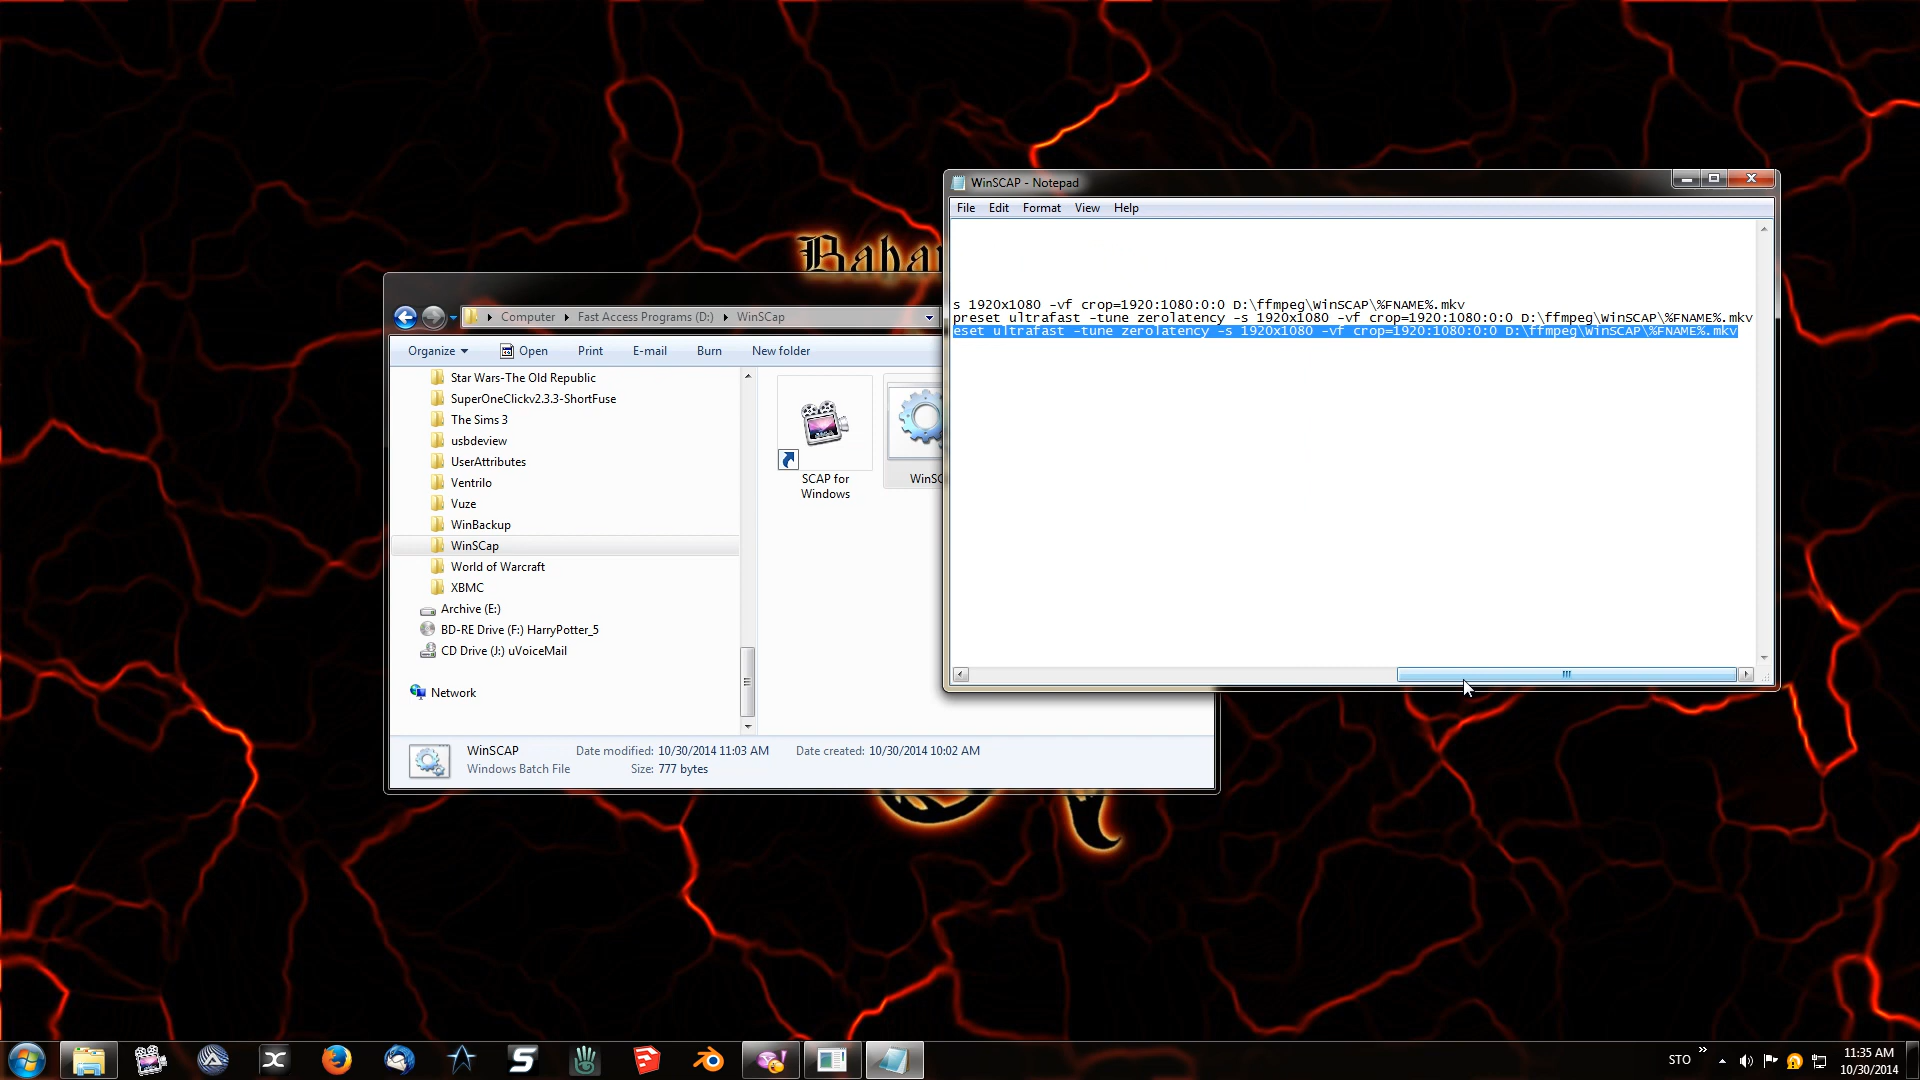 WinSCAP - Notepad
File Edit Format View Help
s 1920x1080 -vf crop=1920:1080:0:0 D:\ffmpeg\WinSCAP\%FNAME%.mkv
preset ultrafast -tune zerolatency -s 1920x1080 -vf crop=1920:1080:0:0 D:\ffmpeg\WinSCAP\%FNAME%.mkv
eset ultrafast -tune zerolatency -s 1920x1080 -vf crop=1920:1080:0:0 D:\ffmpeg\WinSCAP\%FNAME%.mkv
Baba
Computer Fast Access Programs (D:) WinSCap
Organize Open Print E-mail Burn New folder
Star Wars-The Old Republic
SuperOneClickv2.3.3-ShortFuse
The Sims 3
usbdeview
UserAttributes
Ventrilo
Vuze
WinBackup
WinSCap
World of Warcraft
XBMC
Archive (E:)
BD-RE Drive (F:) HarryPotter_5
CD Drive (J:) uVoiceMail
Network
SCAP for
Windows
WinSC
WinSCAP Date modified: 10/30/2014 11:03 AM Date created: 10/30/2014 10:02 AM
Windows Batch File Size: 777 bytes
STO
11:35 AM
10/30/2014